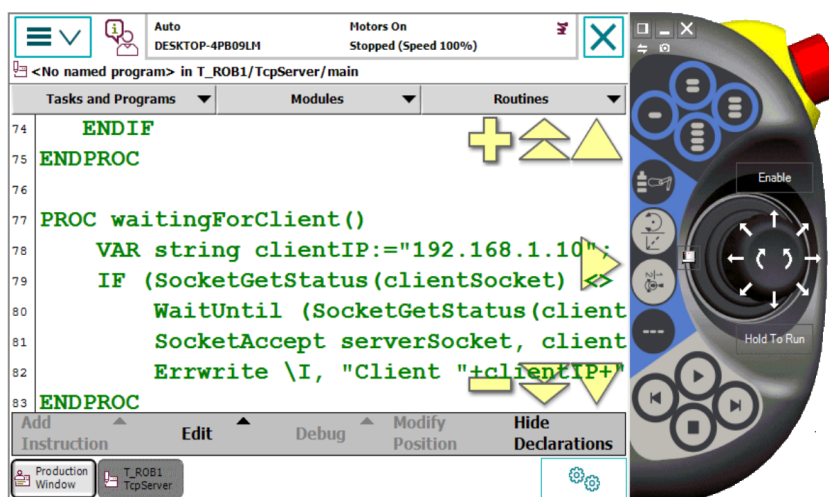 Auto
Motors On
DESKTOP-4PB09LM
Stopped (Speed 100%)
<No named program> in T_ROB1/TcpServer/main
Tasks and Programs
Modules
Routines
74 ENDIF
75 ENDPROC
76
77 PROC waitingForClient()
78 VAR string clientIP:="192.168.1.10";
79 IF (SocketGetStatus(clientSocket) <>
80 WaitUntil (SocketGetStatus(client
81 SocketAccept serverSocket, client
82 Errwrite \I, "Client "+clientIP+"
83 ENDPROC
Add Instruction
Edit
Debug
Modify Position
Hide Declarations
Production Window
T_ROB1 TcpServer
Enable
Hold To Run